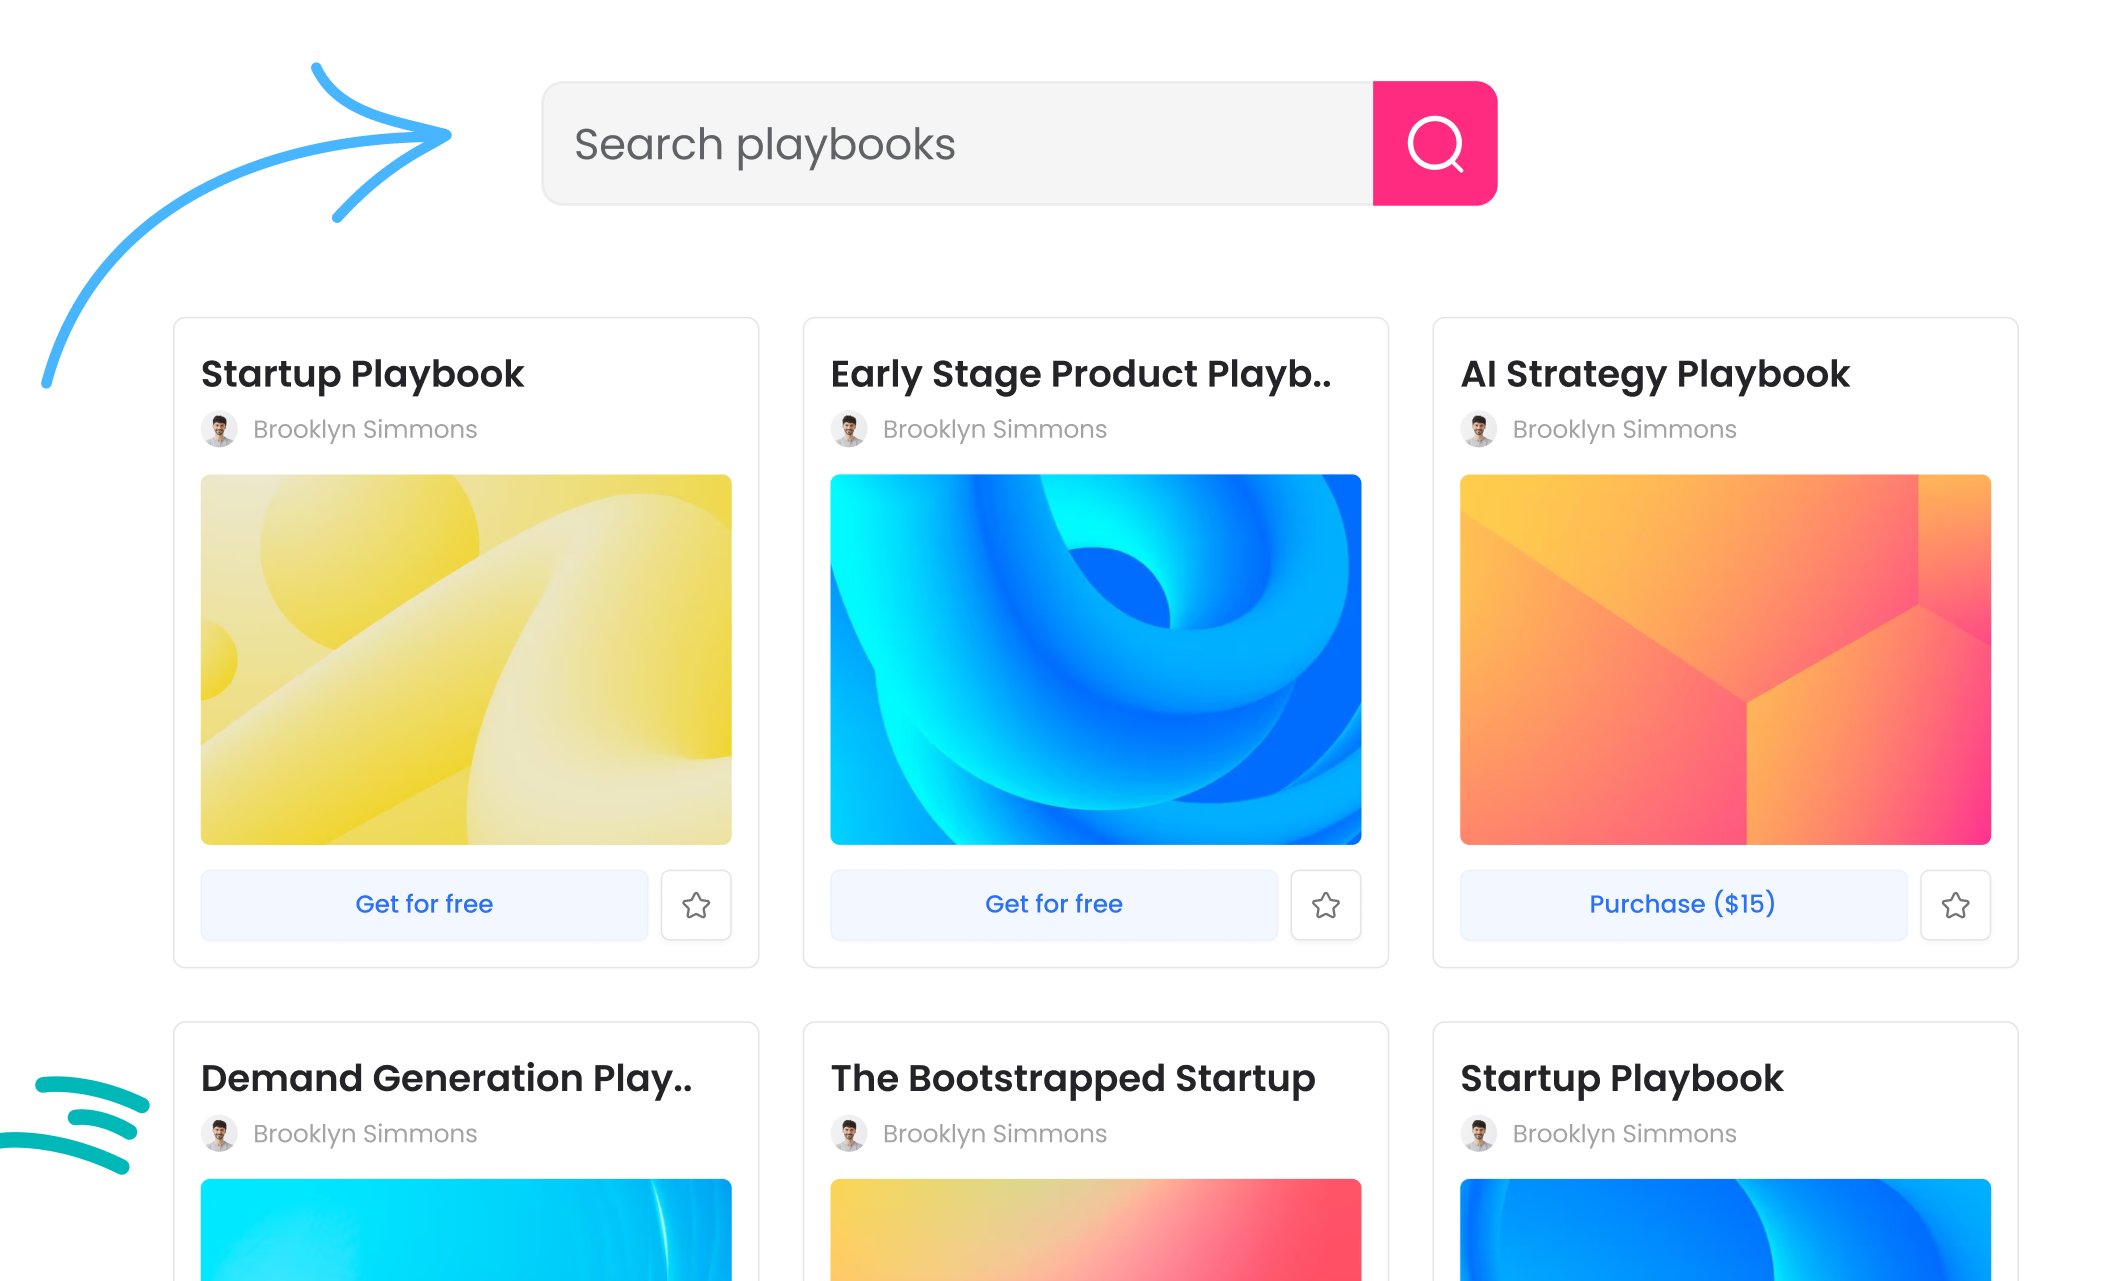 Search playbooks
Startup Playbook
Brooklyn Simmons
Get for free
Early Stage Product Playb..
Brooklyn Simmons
Get for free
AI Strategy Playbook
Brooklyn Simmons
Purchase ($15)
Demand Generation Play..
Brooklyn Simmons
The Bootstrapped Startup
Brooklyn Simmons
Startup Playbook
Brooklyn Simmons